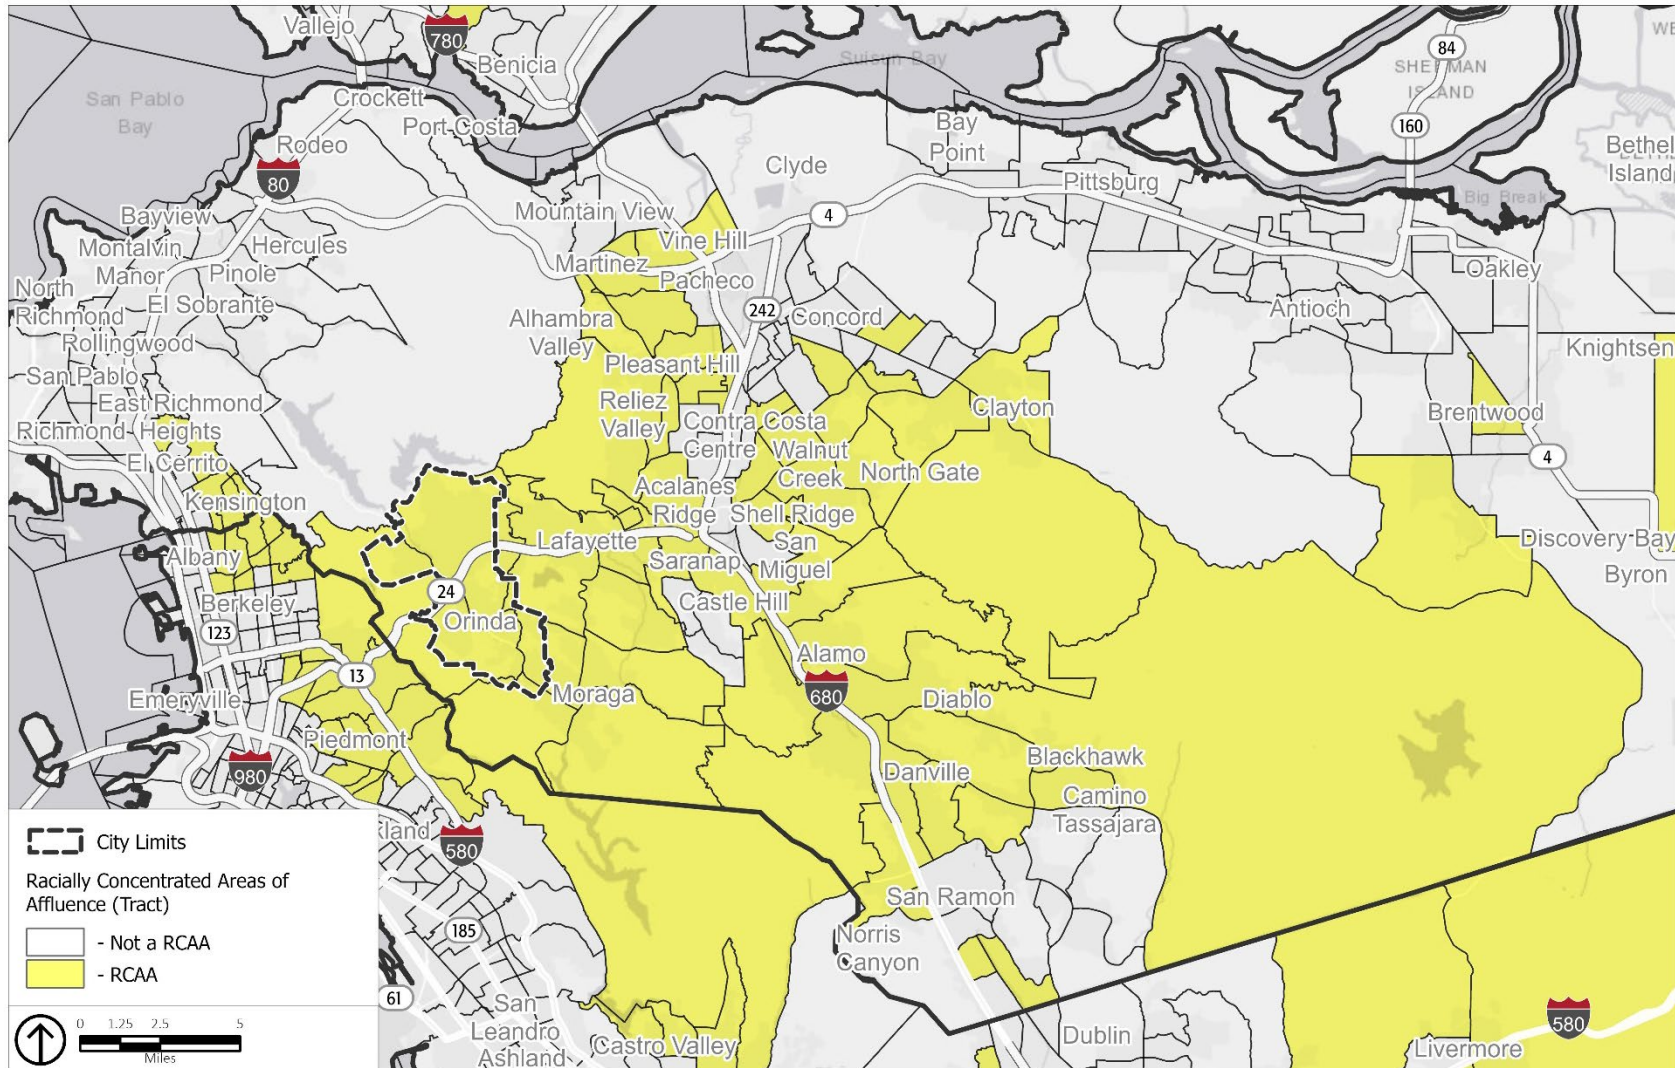 Vallejo
780
Benicia
Suisun Bay
84
SHERMAN
ISLAND
San Pablo
Bay
Crockett
Port Costa
Rodeo
80
160
Bay
Point
Clyde
Bethel
Island
Pittsburg
Big Break
Bayview
Mountain View
4
Montalvin
Manor
Hercules
Vine Hill
Martinez
Pinole
Pacheco
Oakley
North
Richmond
El Sobrante
242
Concord
Antioch
Alhambra
Valley
Rollingwood
Pleasant Hill
Knightsen
San Pablo
East Richmond
Heights
Reliez
Valley
Clayton
Brentwood
Richmond
Contra Costa
Centre
Walnut
Creek
El Cerrito
North Gate
4
Kensington
Acalanes
Ridge
Shell Ridge
Lafayette
San
Miguel
Discovery Bay
Albany
Saranap
Byron
24
Castle Hill
Berkeley
Orinda
123
13
Alamo
680
Emeryville
Moraga
Diablo
Piedmont
Blackhawk
980
Danville
Camino
Tassajara
kland
580
San Ramon
185
Norris
Canyon
61
San
Leandro
Ashland
Castro Valley
Dublin
580
Livermore
City Limits
Racially Concentrated Areas of
Affluence (Tract)
- Not a RCAA
- RCAA
0 1.25 2.5 5
Miles